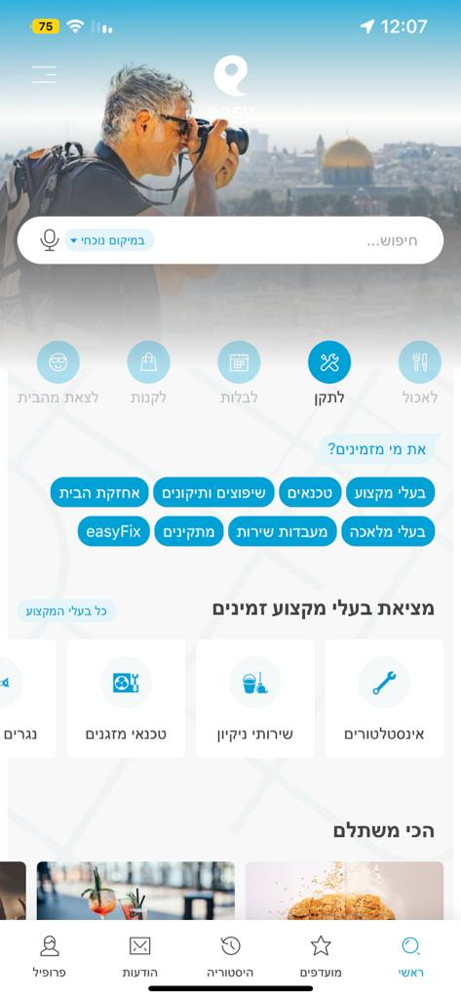 12:07
75
easy
חיפוש...
במיקום נוכחי
לאכול
לתקן
לבלות
לקנות
לצאת מהבית
את מי מזמינים?
בעלי מקצוע
טכנאים
שיפוצים ותיקונים
אחזקת הבית
בעלי מלאכה
מעבדות שירות
מתקינים
easyFix
מציאת בעלי מקצוע זמינים
כל בעלי המקצוע
אינסטלטורים
שירותי ניקיון
טכנאי מזגנים
נגרים
הכי משתלם
ראשי
מועדפים
היסטוריה
הודעות
פרופיל